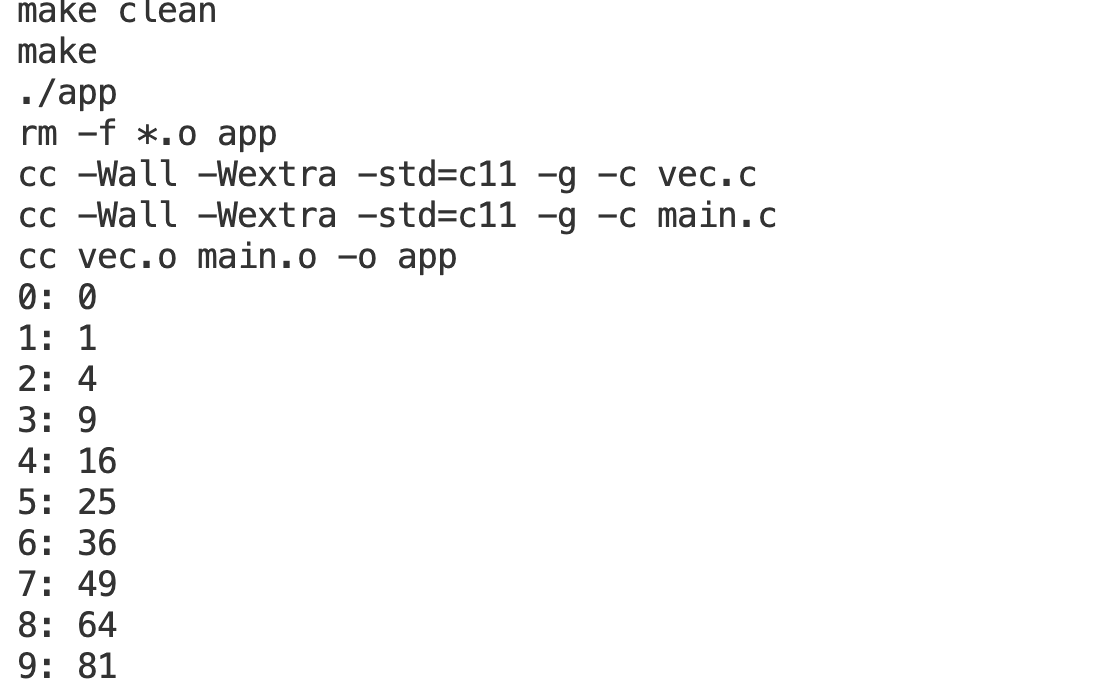 make clean
make
./app
rm -f *.o app
cc -Wall -Wextra -std=c11 -g -c vec.c
cc -Wall -Wextra -std=c11 -g -c main.c
cc vec.o main.o -o app
0: 0
1: 1
2: 4
3: 9
4: 16
5: 25
6: 36
7: 49
8: 64
9: 81